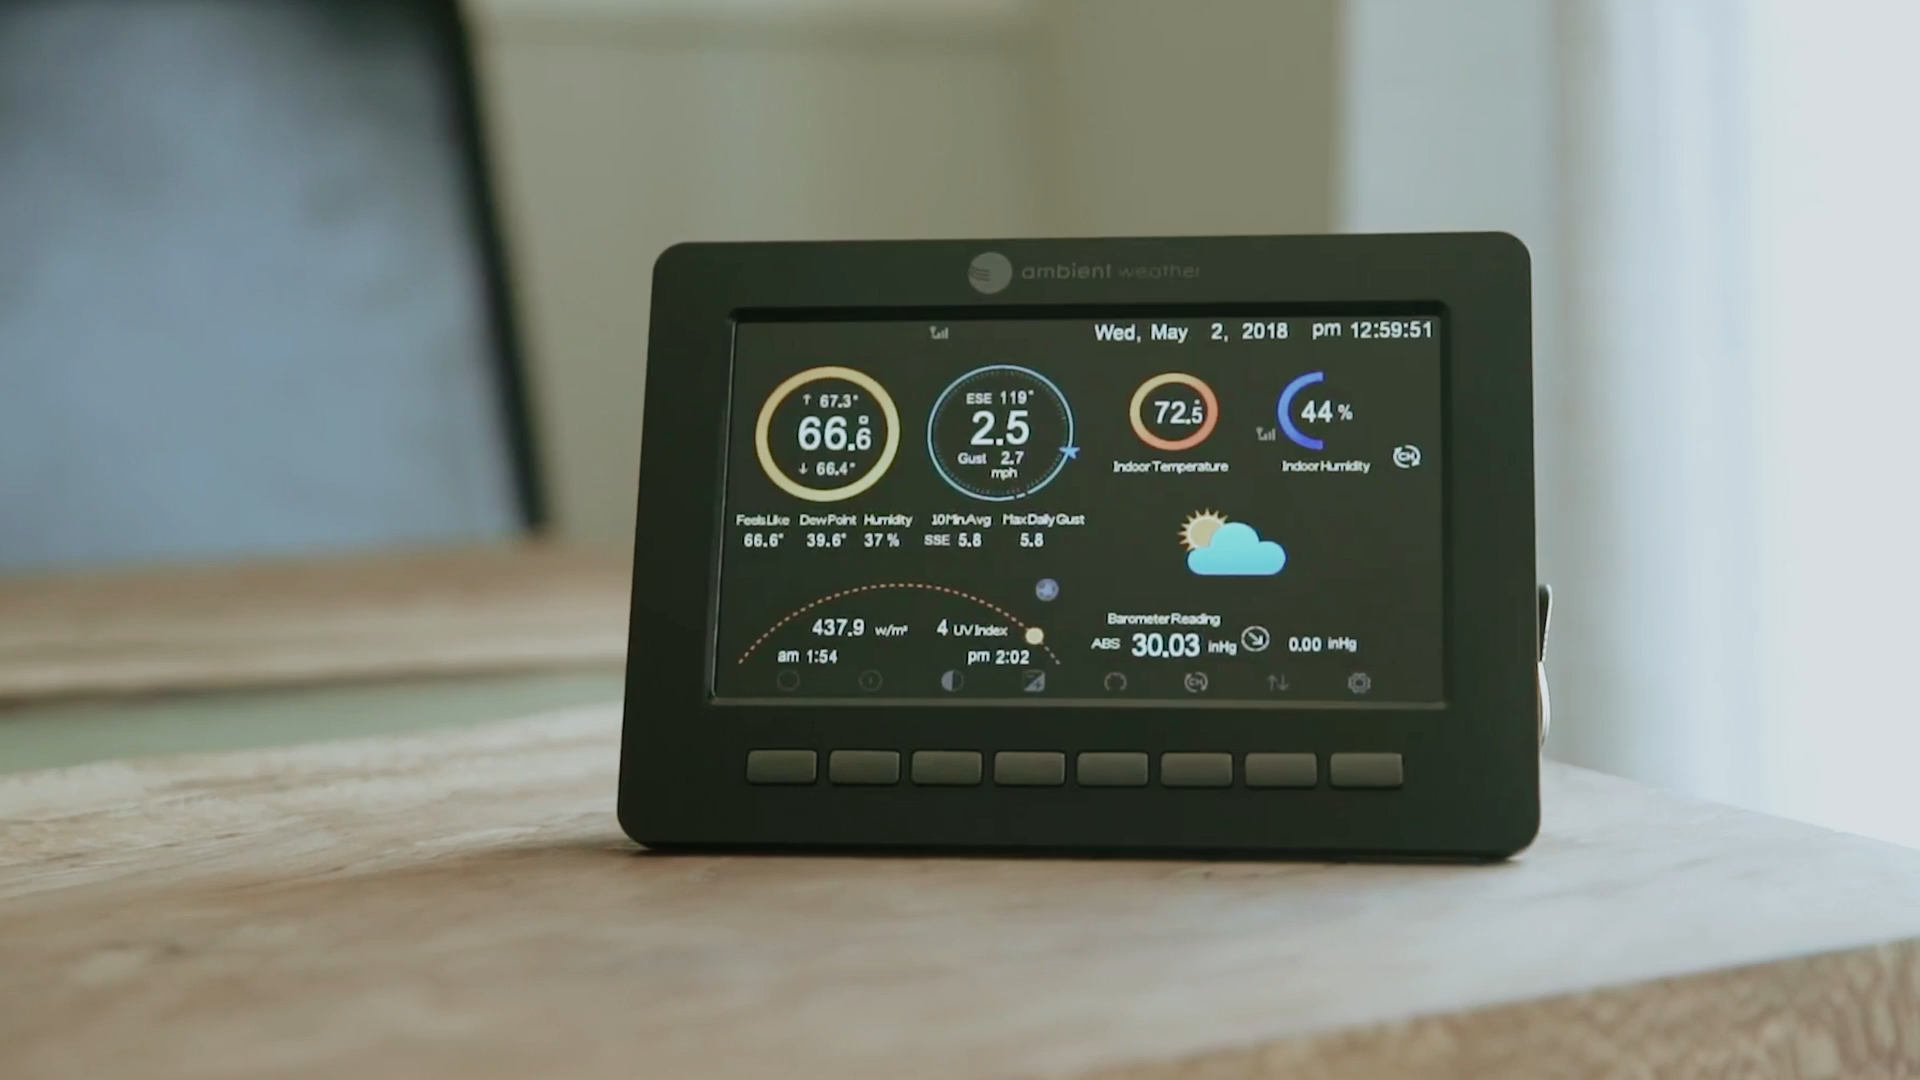 ambient weather
Wed, May 2, 2018 pm 12:59:51
↑ 67.3°
66.6°
↓ 66.4°
ESE 119°
2.5
Gust 2.7
mph
72.5°
Indoor Temperature
44 %
Indoor Humidity
Feels Like Dew Point Humidity
66.6° 39.6° 37 %
10 Min Avg Max Daily Gust
SSE 5.8 5.8
437.9 w/m² 4 UV Index
am 1:54 pm 2:02
Barometer Reading
ABS 30.03 inHg 0.00 inHg